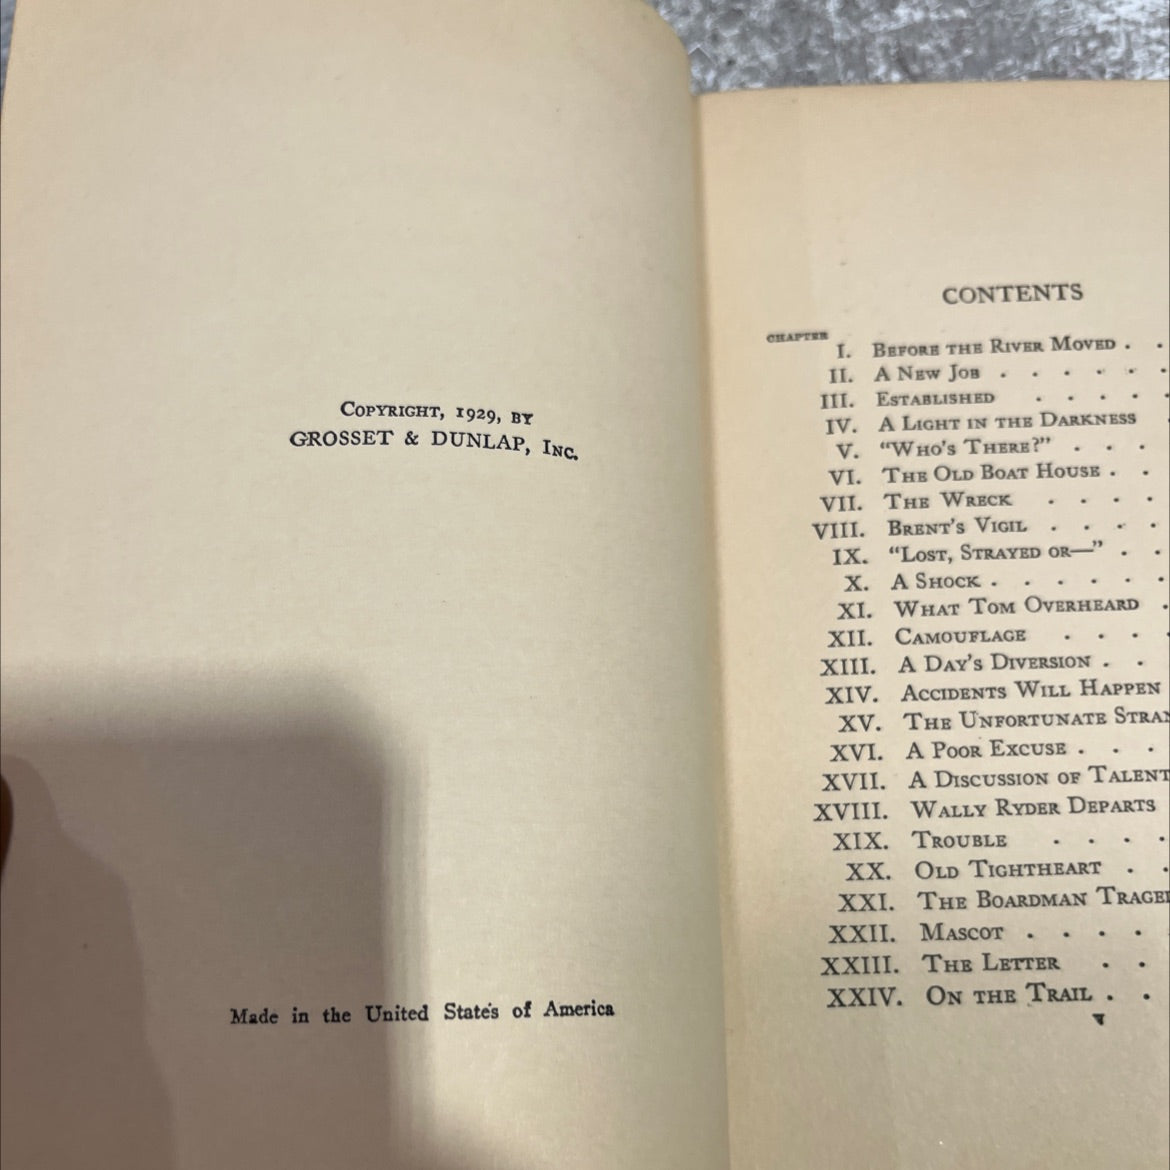 COPYRIGHT, 1929, BY
GROSSET & DUNLAP, INC.
Made in the United States of America
CONTENTS
CHAPTER
I. BEFORE THE RIVER MOVED . .
II. A NEW JOB . . . . . .
III. ESTABLISHED . . . . .
IV. A LIGHT IN THE DARKNESS
V. "WHO'S THERE?" . . .
VI. THE OLD BOAT HOUSE . .
VII. THE WRECK . . . .
VIII. BRENT'S VIGIL . . . .
IX. "LOST, STRAYED OR—" . .
X. A SHOCK . . . . . .
XI. WHAT TOM OVERHEARD .
XII. CAMOUFLAGE . . . .
XIII. A DAY'S DIVERSION . .
XIV. ACCIDENTS WILL HAPPEN
XV. THE UNFORTUNATE STRAN
XVI. A POOR EXCUSE . . .
XVII. A DISCUSSION OF TALENT
XVIII. WALLY RYDER DEPARTS
XIX. TROUBLE . . . .
XX. OLD TIGHTHEART . .
XXI. THE BOARDMAN TRAGED
XXII. MASCOT . . . .
XXIII. THE LETTER . .
XXIV. ON THE TRAIL . .